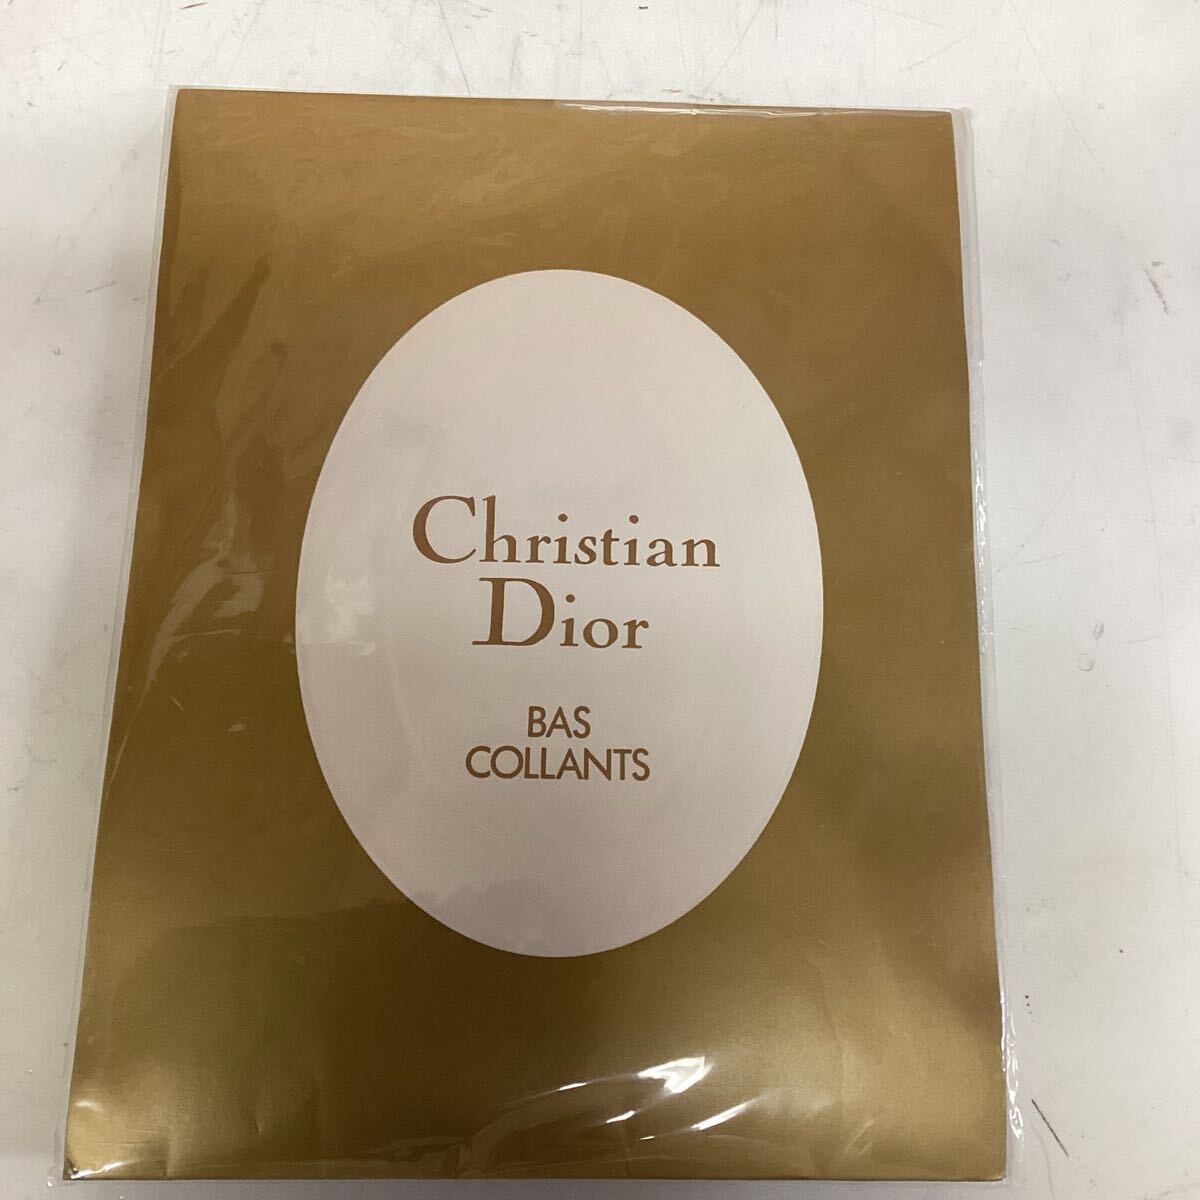 Christian
Dior
BAS
COLLANTS